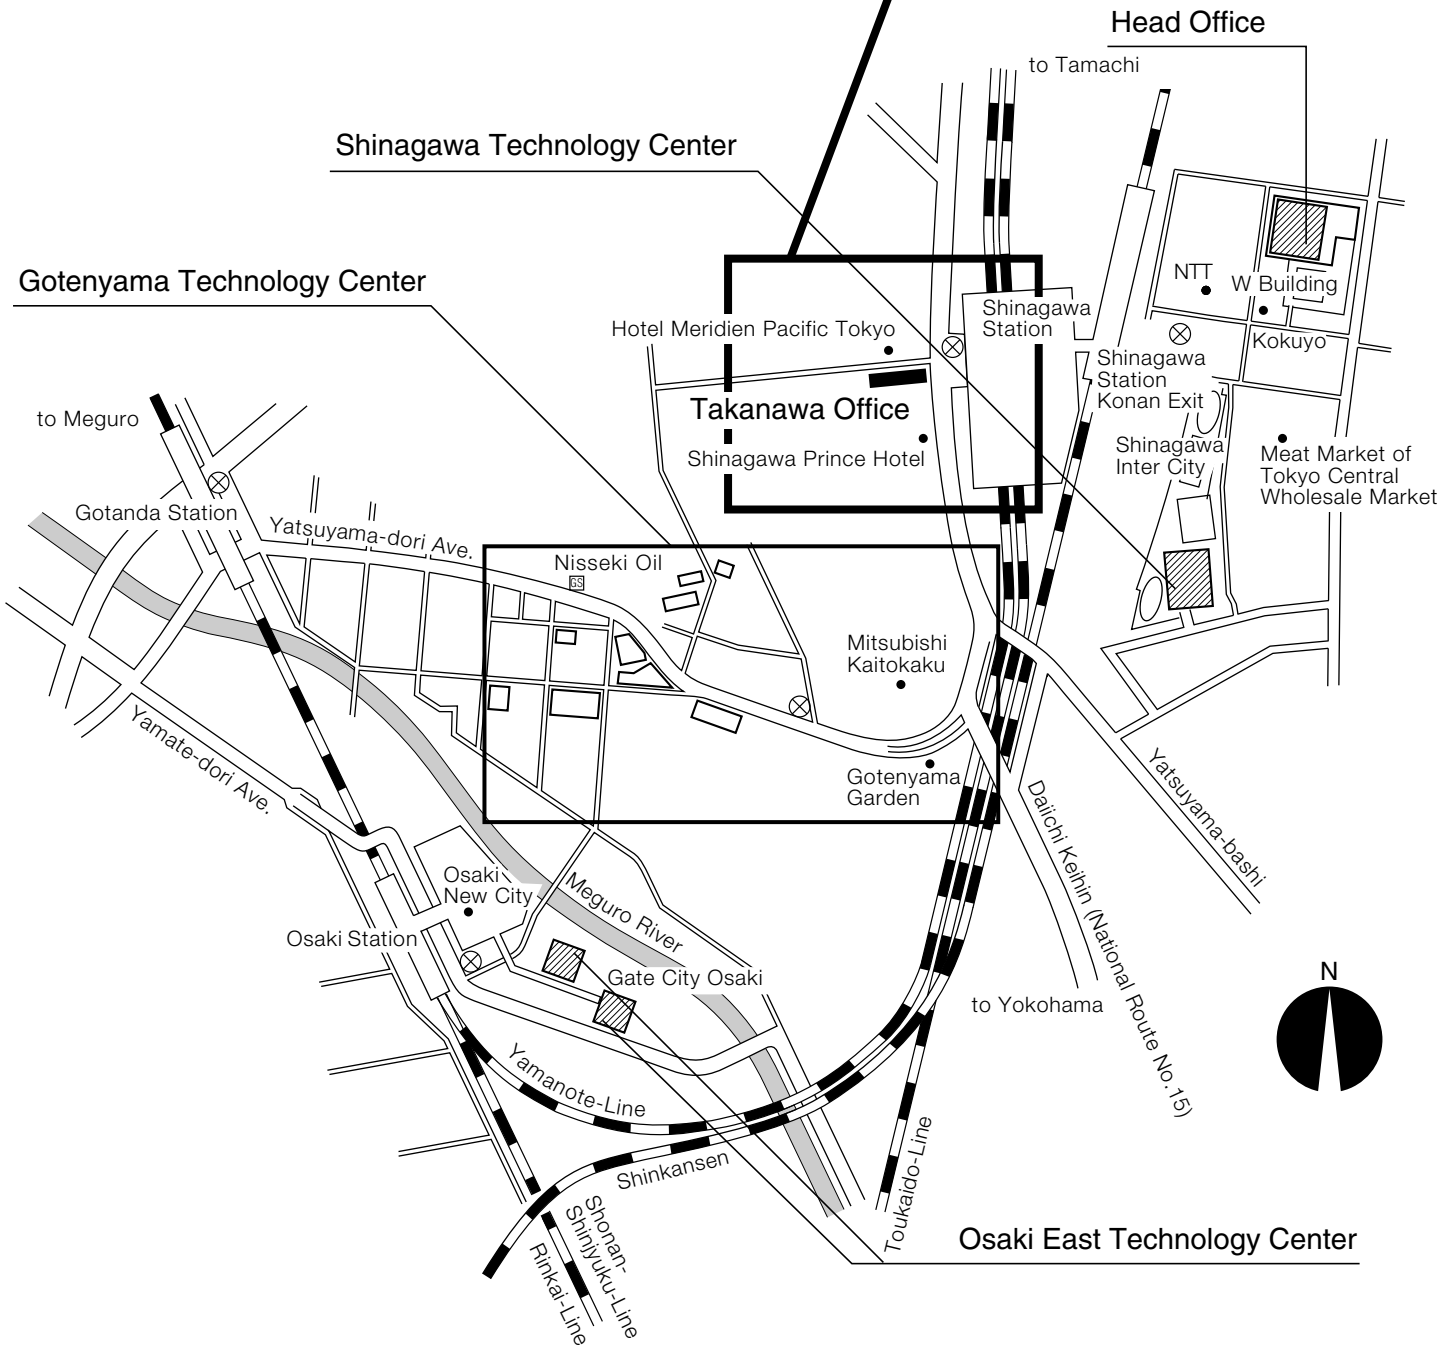 Head Office
to Tamachi
Shinagawa Technology Center
Gotenyama Technology Center
NTT
W Building
Shinagawa
Station
Hotel Meridien Pacific Tokyo
Kokuyo
Shinagawa
Station
Konan Exit
Takanawa Office
to Meguro
Shinagawa Prince Hotel
Shinagawa
Inter City
Meat Market of
Tokyo Central
Wholesale Market
Gotanda Station
Yatsuyama-dori Ave.
Nisseki Oil
GS
Mitsubishi
Kaitokaku
Yamate-dori Ave.
Gotenyama
Garden
Yatsuyama-bashi
Daiichi Keihin (National Route No.15)
Osaki
New City
Meguro River
Osaki Station
Gate City Osaki
N
to Yokohama
Yamanote-Line
Shinkansen
Toukaido-Line
Shonan-
Shinjyuku-Line
Rinkai-Line
Osaki East Technology Center